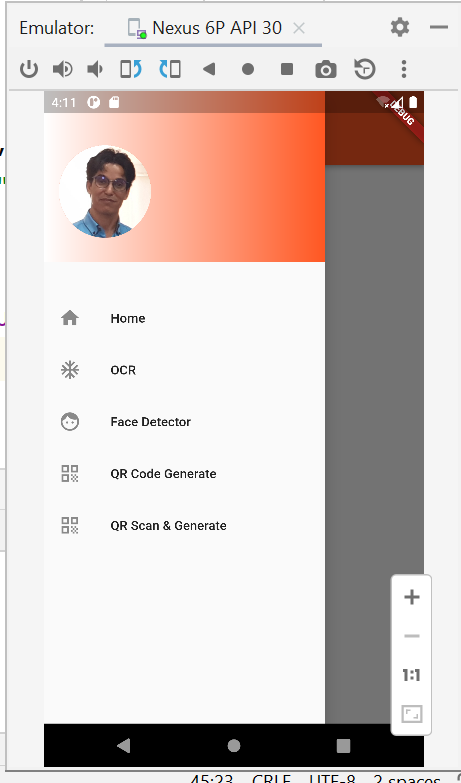 Emulator: Nexus 6P API 30
4:11
DEBUG
Home
OCR
Face Detector
QR Code Generate
QR Scan & Generate
1:1
45:23 CRLF UTF-8 2 spaces